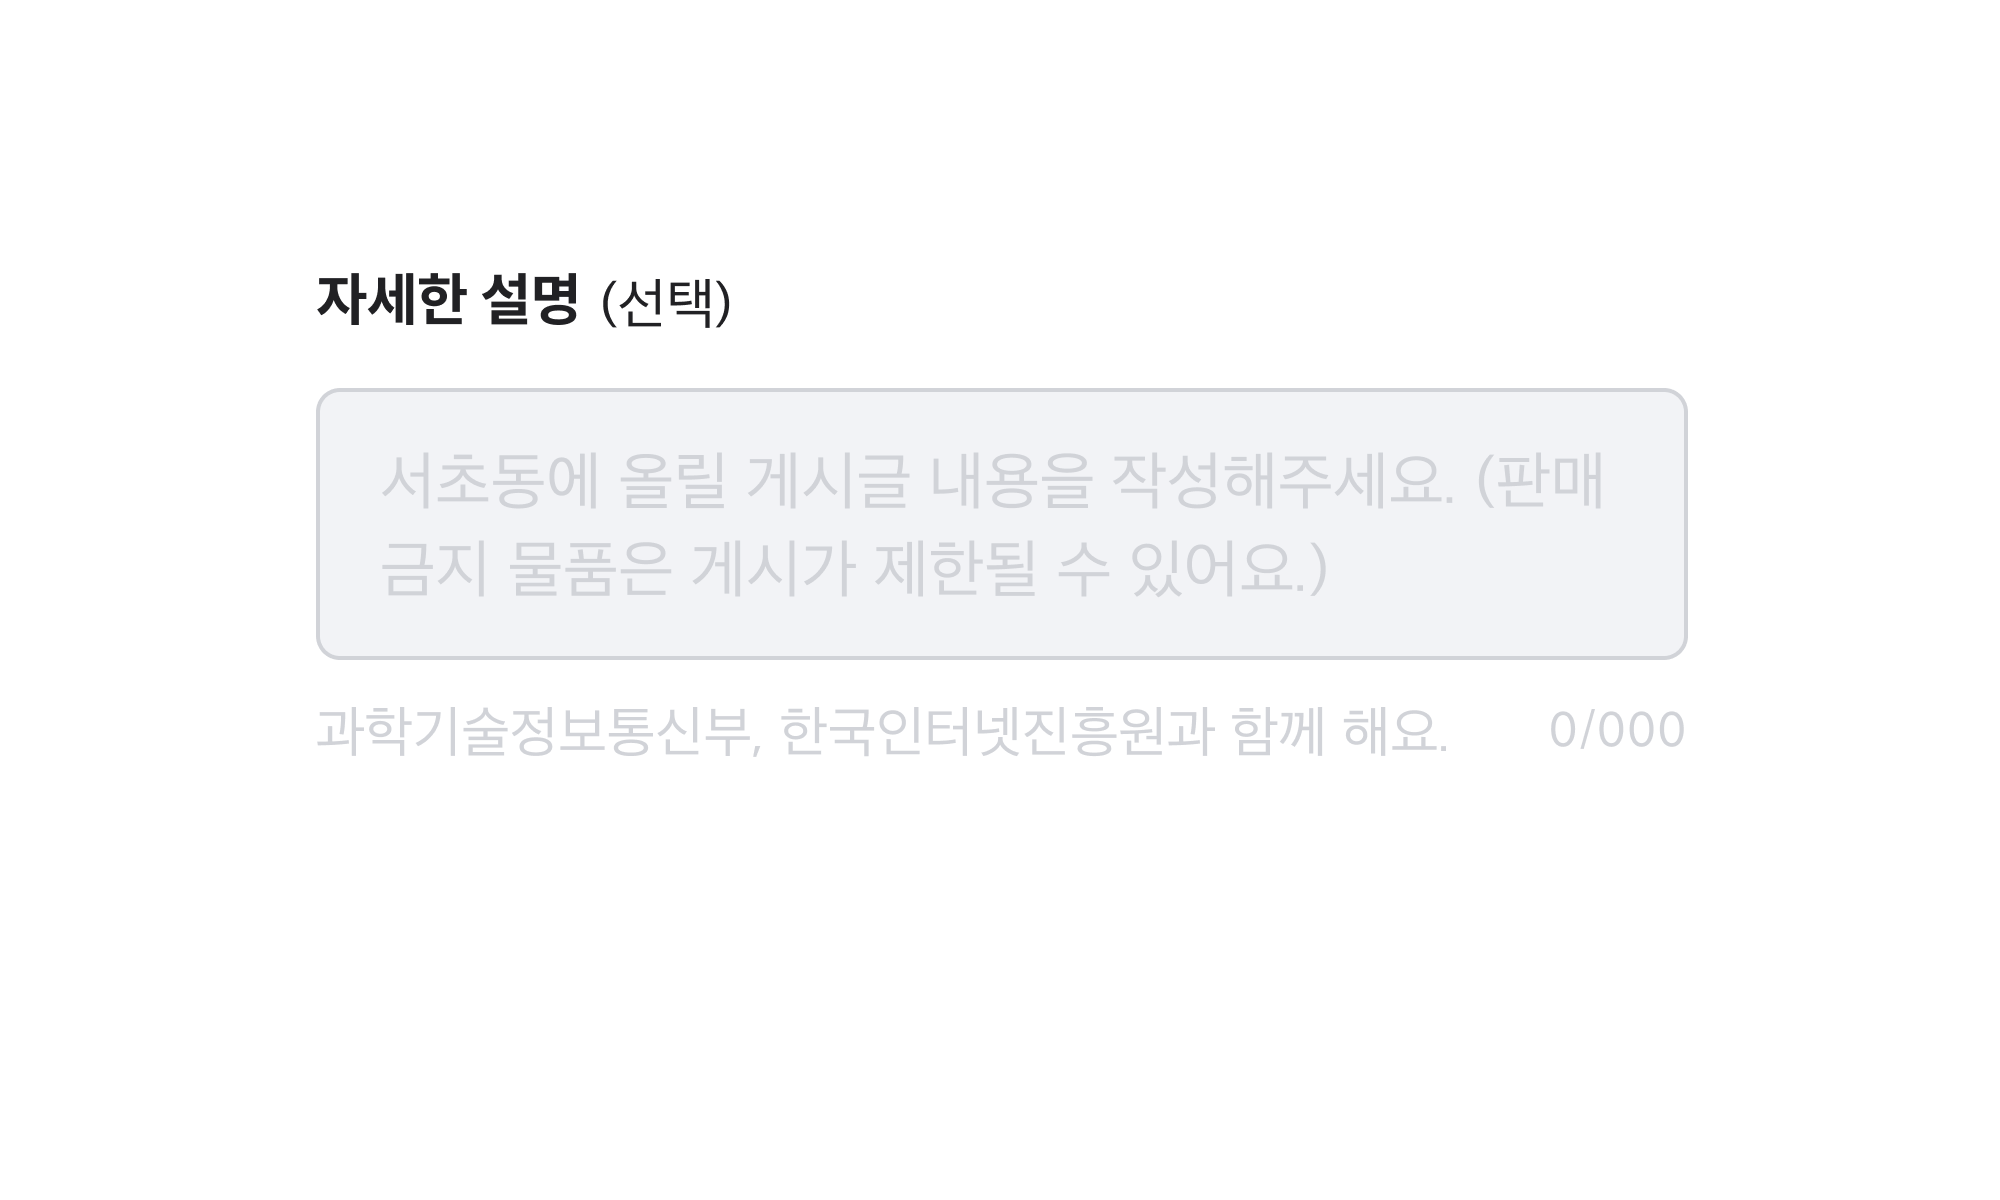 자세한 설명 (선택)
서초동에 올릴 게시글 내용을 작성해주세요. (판매
금지 물품은 게시가 제한될 수 있어요.)
과학기술정보통신부, 한국인터넷진흥원과 함께 해요. 0/000